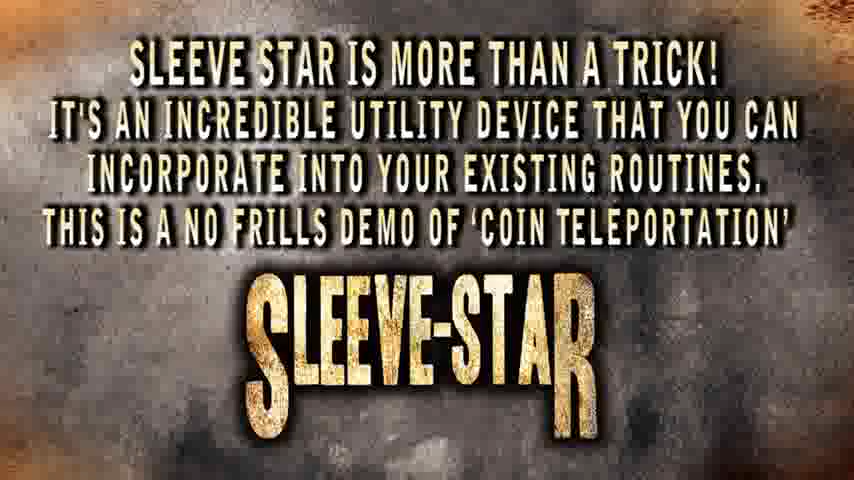 SLEEVE STAR IS MORE THAN A TRICK!
IT'S AN INCREDIBLE UTILITY DEVICE THAT YOU CAN
INCORPORATE INTO YOUR EXISTING ROUTINES.
THIS IS A NO FRILLS DEMO OF ‘COIN TELEPORTATION’
SLEEVE-STAR